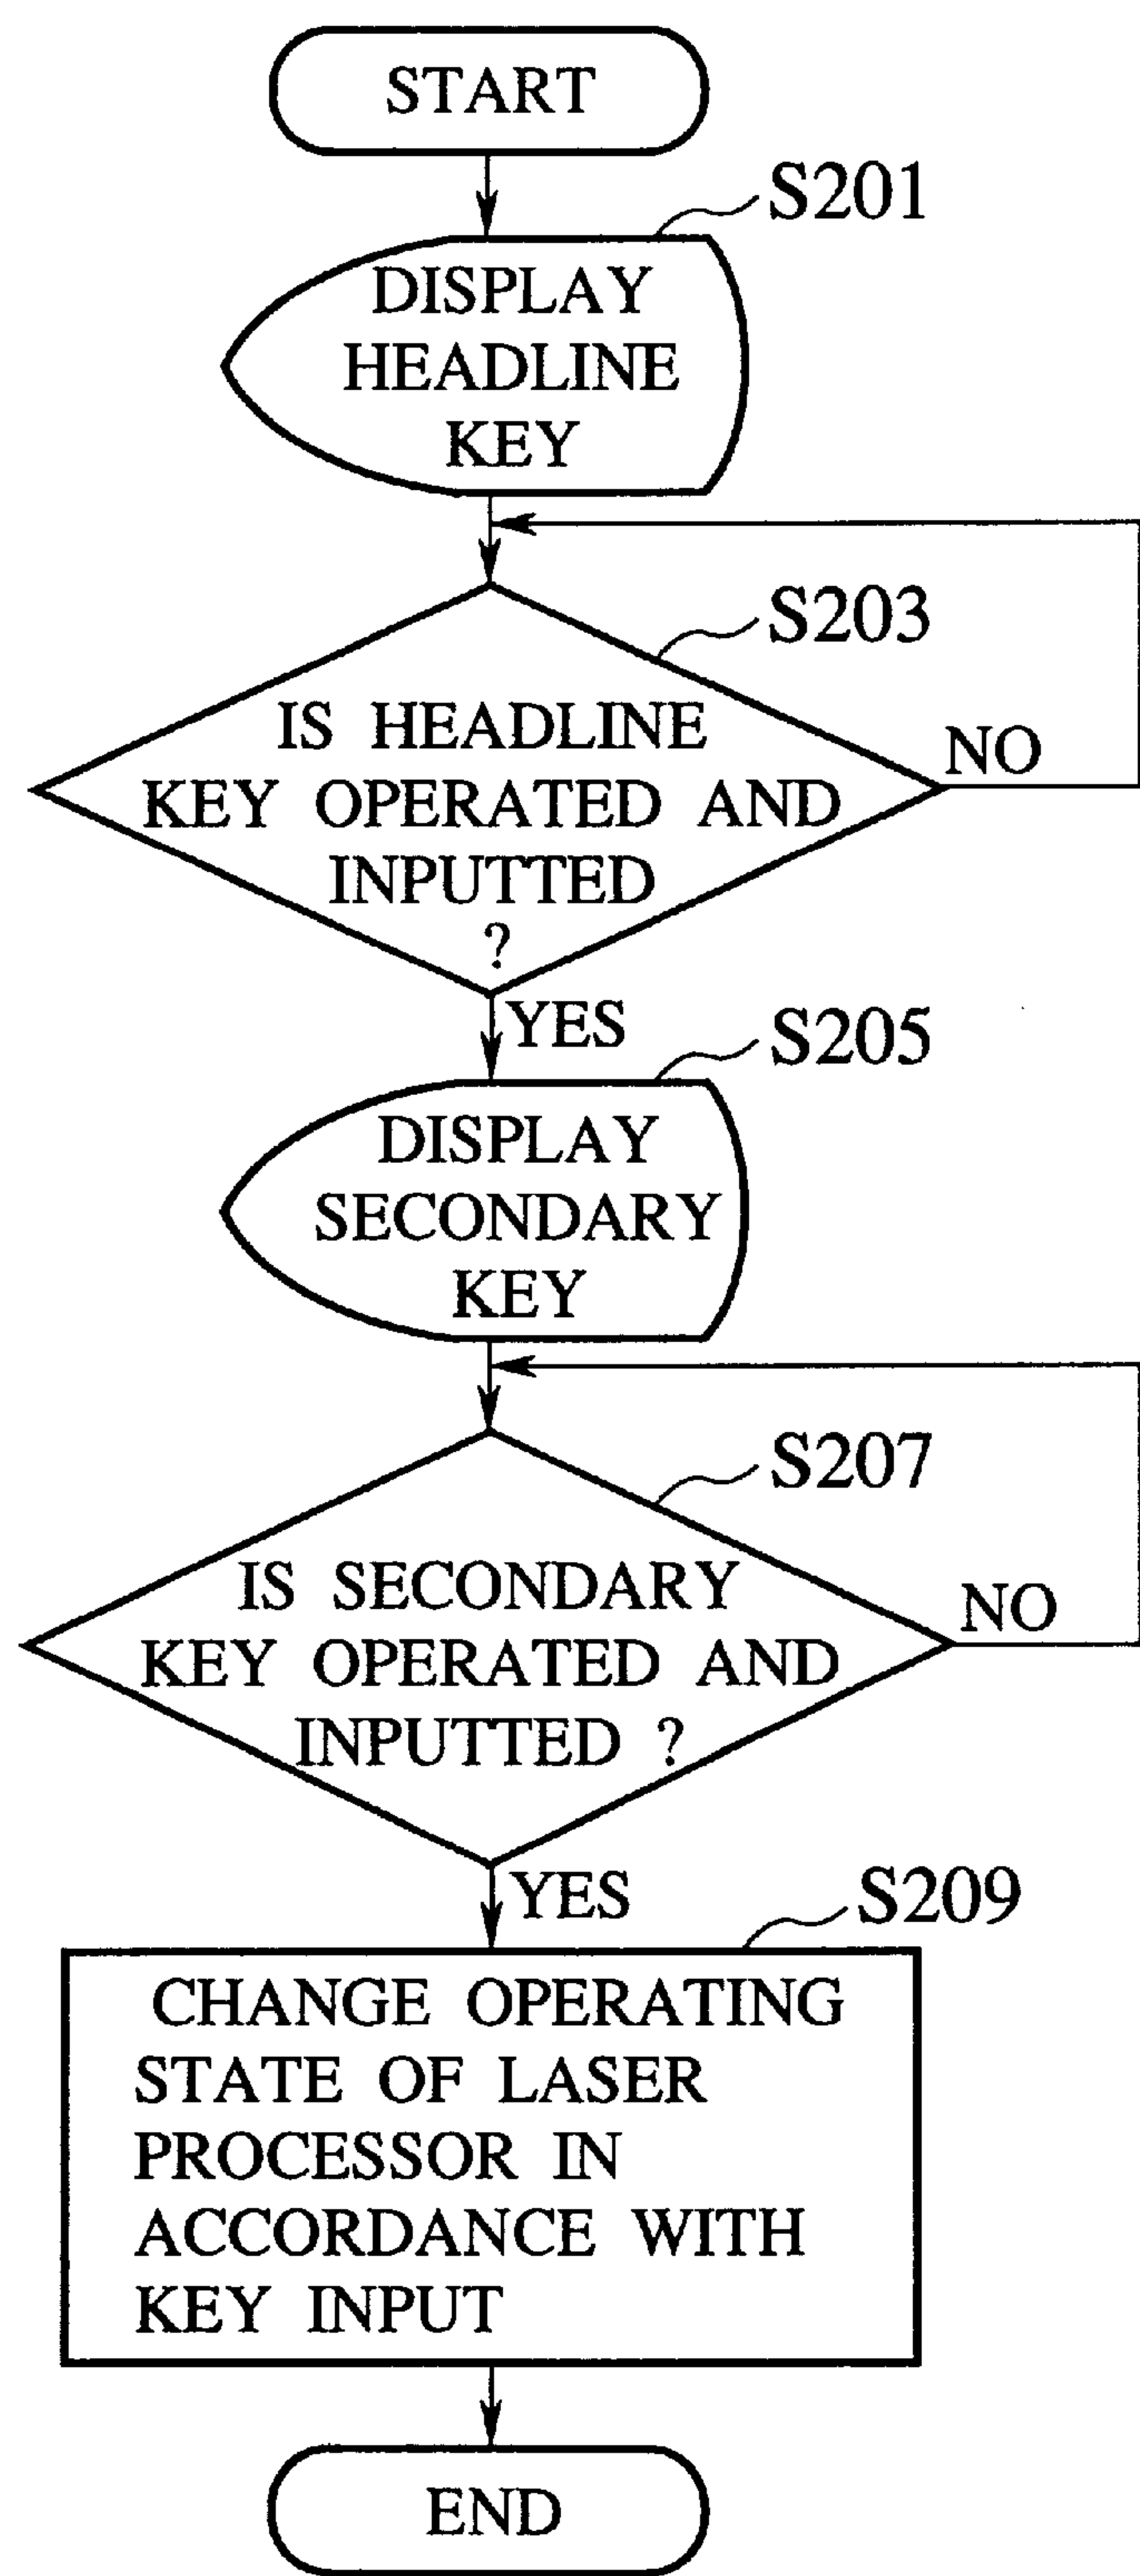 START
S201
DISPLAY
HEADLINE
KEY
S203
IS HEADLINE
KEY OPERATED AND
INPUTTED
?
NO
YES
S205
DISPLAY
SECONDARY
KEY
S207
IS SECONDARY
KEY OPERATED AND
INPUTTED ?
NO
YES
S209
CHANGE OPERATING
STATE OF LASER
PROCESSOR IN
ACCORDANCE WITH
KEY INPUT
END